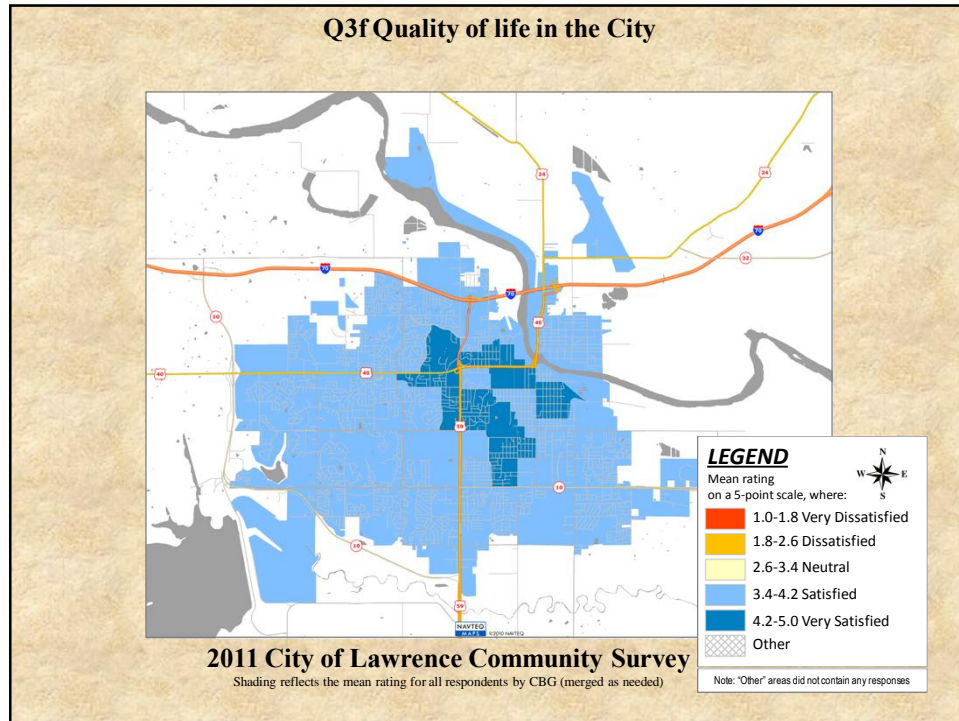 Q3f Quality of life in the City
24
24
70
32
70
70
10
40
40
40
59
10
10
59
NAVTEQ
MAPS
©2010 NAVTEQ
LEGEND
N
W E
S
Mean rating
on a 5-point scale, where:
1.0-1.8 Very Dissatisfied
1.8-2.6 Dissatisfied
2.6-3.4 Neutral
3.4-4.2 Satisfied
4.2-5.0 Very Satisfied
Other
Note: “Other” areas did not contain any responses
2011 City of Lawrence Community Survey
Shading reflects the mean rating for all respondents by CBG (merged as needed)